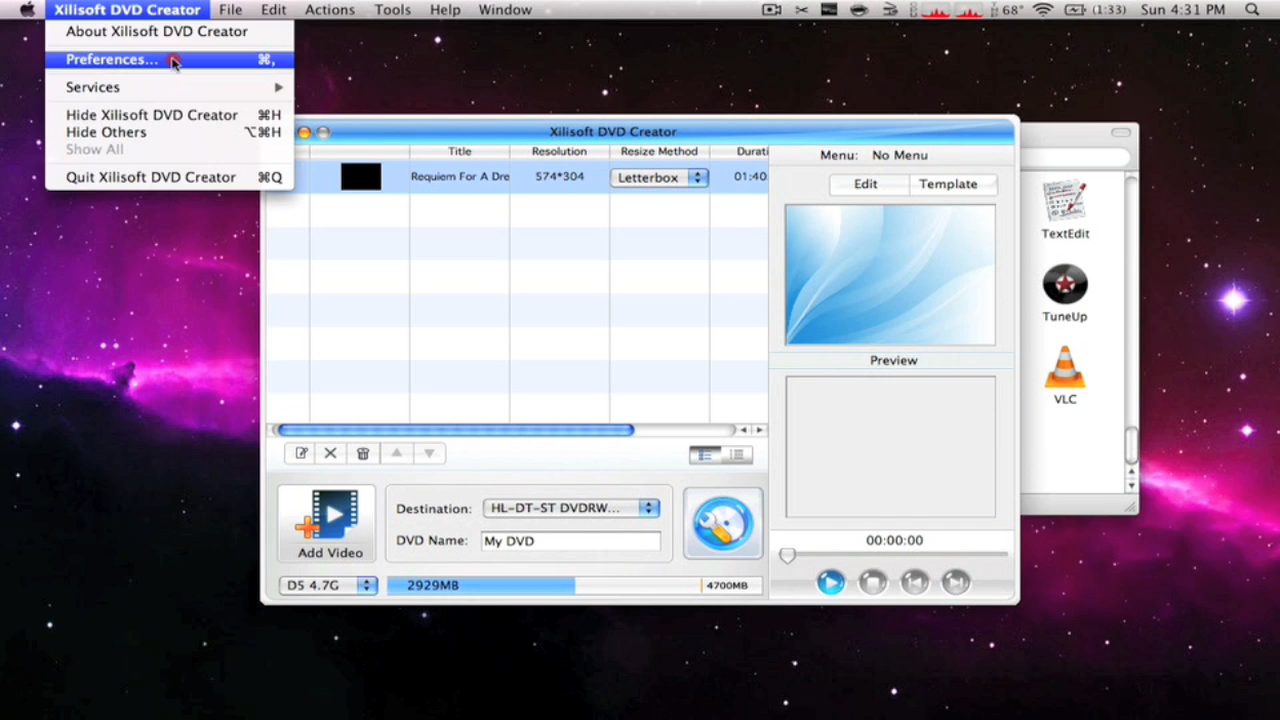 Xilisoft DVD Creator File Edit Actions Tools Help Window 68° (1:33) Sun 4:31 PM
About Xilisoft DVD Creator
Preferences... ⌘,
Services
Hide Xilisoft DVD Creator ⌘H
Hide Others ⌥⌘H
Show All
Quit Xilisoft DVD Creator ⌘Q
Xilisoft DVD Creator
Title Resolution Resize Method Durati
Requiem For A Dre 574*304 Letterbox 01:40
Menu: No Menu
Edit Template
Preview
00:00:00
Add Video
Destination: HL-DT-ST DVDRW...
DVD Name: My DVD
D5 4.7G 2929MB 4700MB
TextEdit
TuneUp
VLC